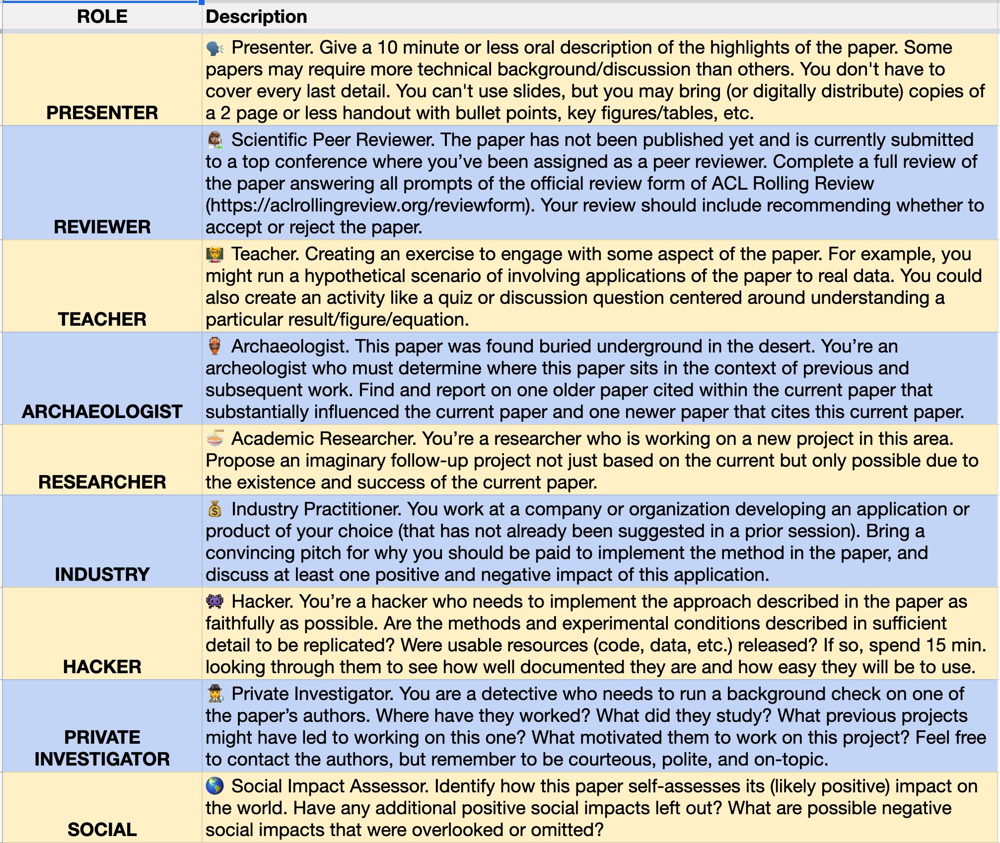 ROLE Description
🗣️ Presenter. Give a 10 minute or less oral description of the highlights of the paper. Some
papers may require more technical background/discussion than others. You don't have to
cover every last detail. You can't use slides, but you may bring (or digitally distribute) copies of
PRESENTER a 2 page or less handout with bullet points, key figures/tables, etc.
👩🏽‍🔬 Scientific Peer Reviewer. The paper has not been published yet and is currently submitted
to a top conference where you’ve been assigned as a peer reviewer. Complete a full review of
the paper answering all prompts of the official review form of ACL Rolling Review
(https://aclrollingreview.org/reviewform). Your review should include recommending whether to
REVIEWER accept or reject the paper.
👨‍🏫 Teacher. Creating an exercise to engage with some aspect of the paper. For example, you
might run a hypothetical scenario of involving applications of the paper to real data. You could
also create an activity like a quiz or discussion question centered around understanding a
TEACHER particular result/figure/equation.
🏺 Archaeologist. This paper was found buried underground in the desert. You’re an
archeologist who must determine where this paper sits in the context of previous and
subsequent work. Find and report on one older paper cited within the current paper that
ARCHAEOLOGIST substantially influenced the current paper and one newer paper that cites this current paper.
🍜 Academic Researcher. You’re a researcher who is working on a new project in this area.
Propose an imaginary follow-up project not just based on the current but only possible due to
RESEARCHER the existence and success of the current paper.
💰 Industry Practitioner. You work at a company or organization developing an application or
product of your choice (that has not already been suggested in a prior session). Bring a
convincing pitch for why you should be paid to implement the method in the paper, and
INDUSTRY discuss at least one positive and negative impact of this application.
👾 Hacker. You’re a hacker who needs to implement the approach described in the paper as
faithfully as possible. Are the methods and experimental conditions described in sufficient
detail to be replicated? Were usable resources (code, data, etc.) released? If so, spend 15 min.
HACKER looking through them to see how well documented they are and how easy they will be to use.
🕵️ Private Investigator. You are a detective who needs to run a background check on one of
the paper’s authors. Where have they worked? What did they study? What previous projects
PRIVATE might have led to working on this one? What motivated them to work on this project? Feel free
INVESTIGATOR to contact the authors, but remember to be courteous, polite, and on-topic.
🌎 Social Impact Assessor. Identify how this paper self-assesses its (likely positive) impact on
the world. Have any additional positive social impacts left out? What are possible negative
SOCIAL social impacts that were overlooked or omitted?